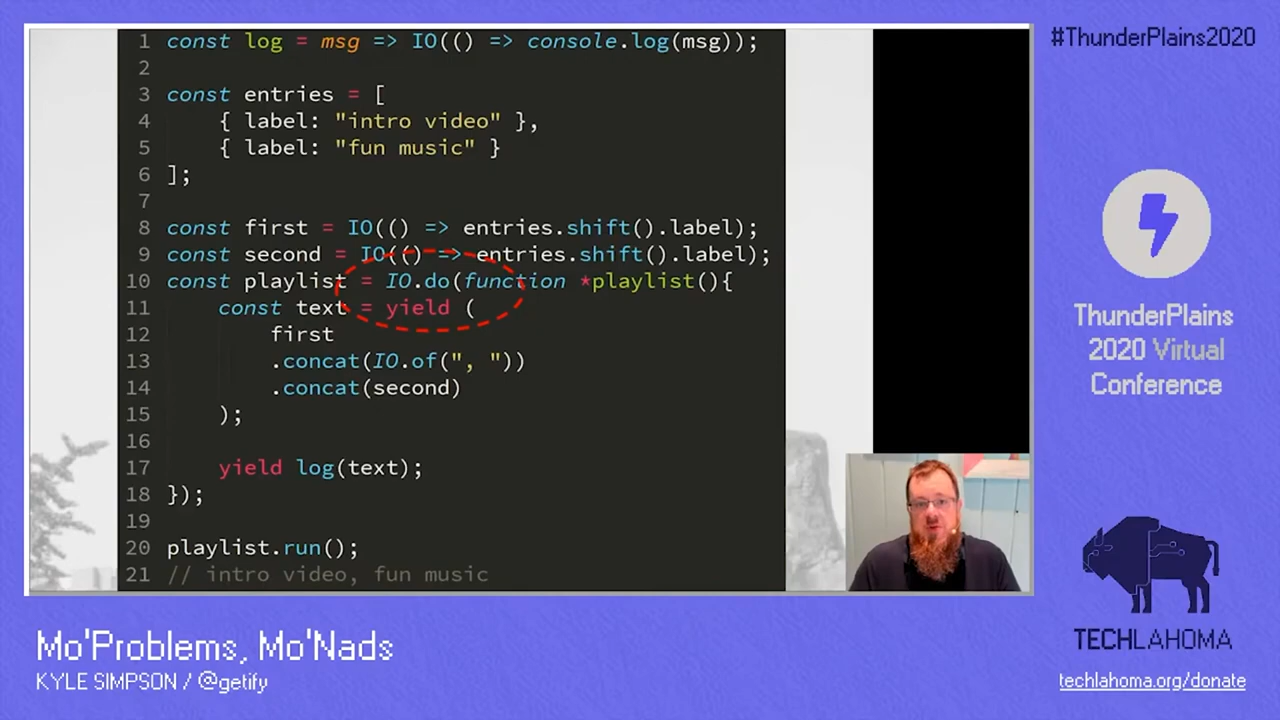 #ThunderPlains2020
1 const log = msg => IO(() => console.log(msg));
2
3 const entries = [
4 { label: "intro video" },
5 { label: "fun music" }
6 ];
7
8 const first = IO(() => entries.shift().label);
9 const second = IO(() => entries.shift().label);
10 const playlist = IO.do(function *playlist(){
11 const text = yield (
12 first
13 .concat(IO.of(", "))
14 .concat(second)
15 );
16
17 yield log(text);
18 });
19
20 playlist.run();
21 // intro video, fun music
ThunderPlains
2020 Virtual
Conference
TECHLAHOMA
techlahoma.org/donate
Mo'Problems, Mo'Nads
KYLE SIMPSON / @getify